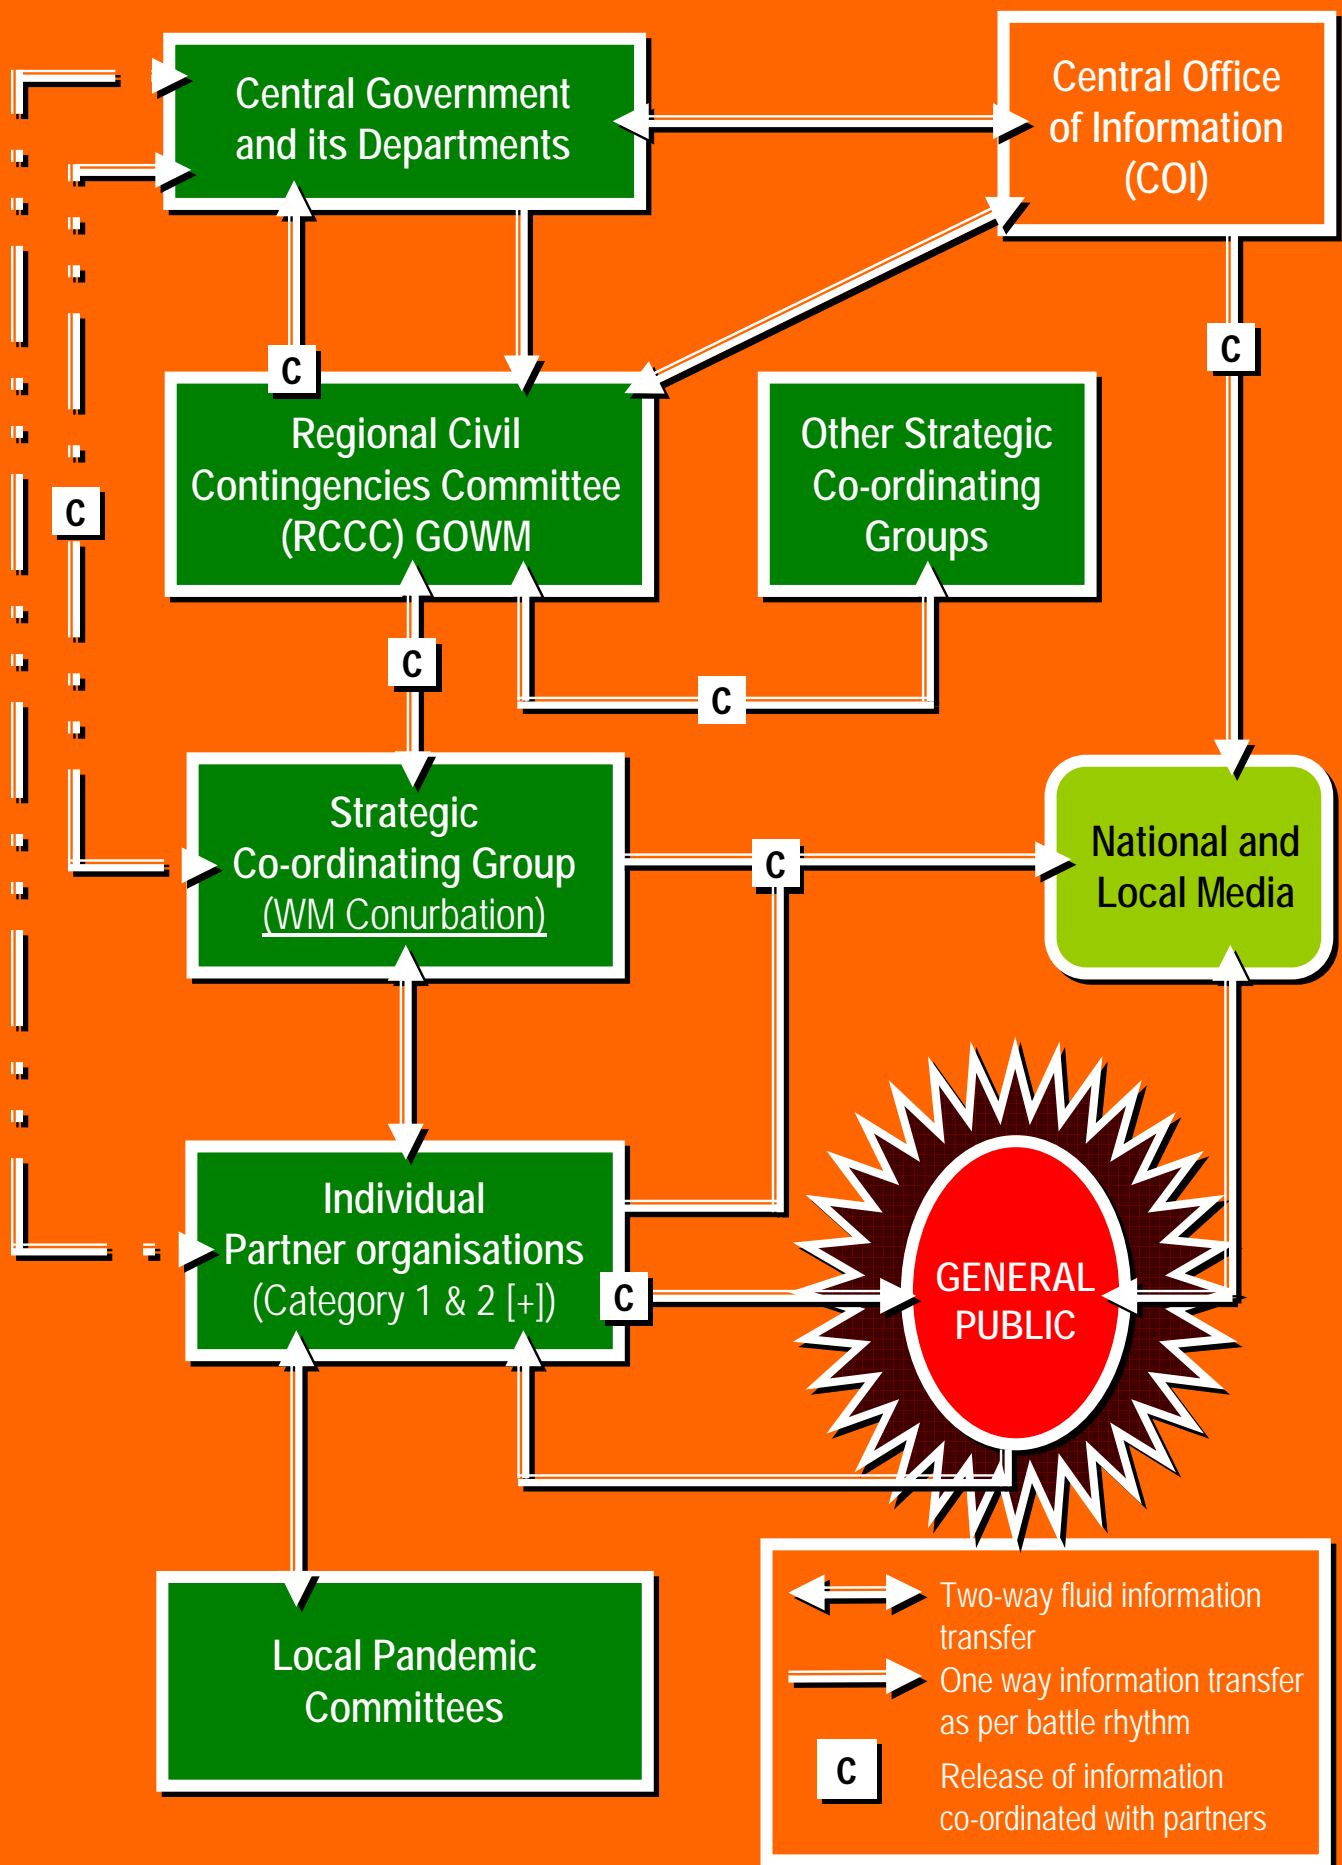 Central Government
and its Departments
Central Office
of Information
(COI)
C
C
Regional Civil
Contingencies Committee
(RCCC) GOWM
Other Strategic
Co-ordinating
Groups
C
C
C
Strategic
Co-ordinating Group
(WM Conurbation)
C
National and
Local Media
Individual
Partner organisations
(Category 1 & 2 [+])
C
GENERAL
PUBLIC
Local Pandemic
Committees
Two-way fluid information
transfer
One way information transfer
as per battle rhythm
C
Release of information
co-ordinated with partners